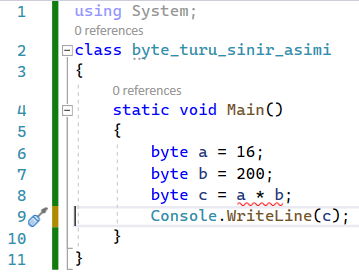 1 using System;
0 references
2 class byte_turu_sinir_asimi
3 {
0 references
4 static void Main()
5 {
6 byte a = 16;
7 byte b = 200;
8 byte c = a * b;
9 Console.WriteLine(c);
10 }
11 }